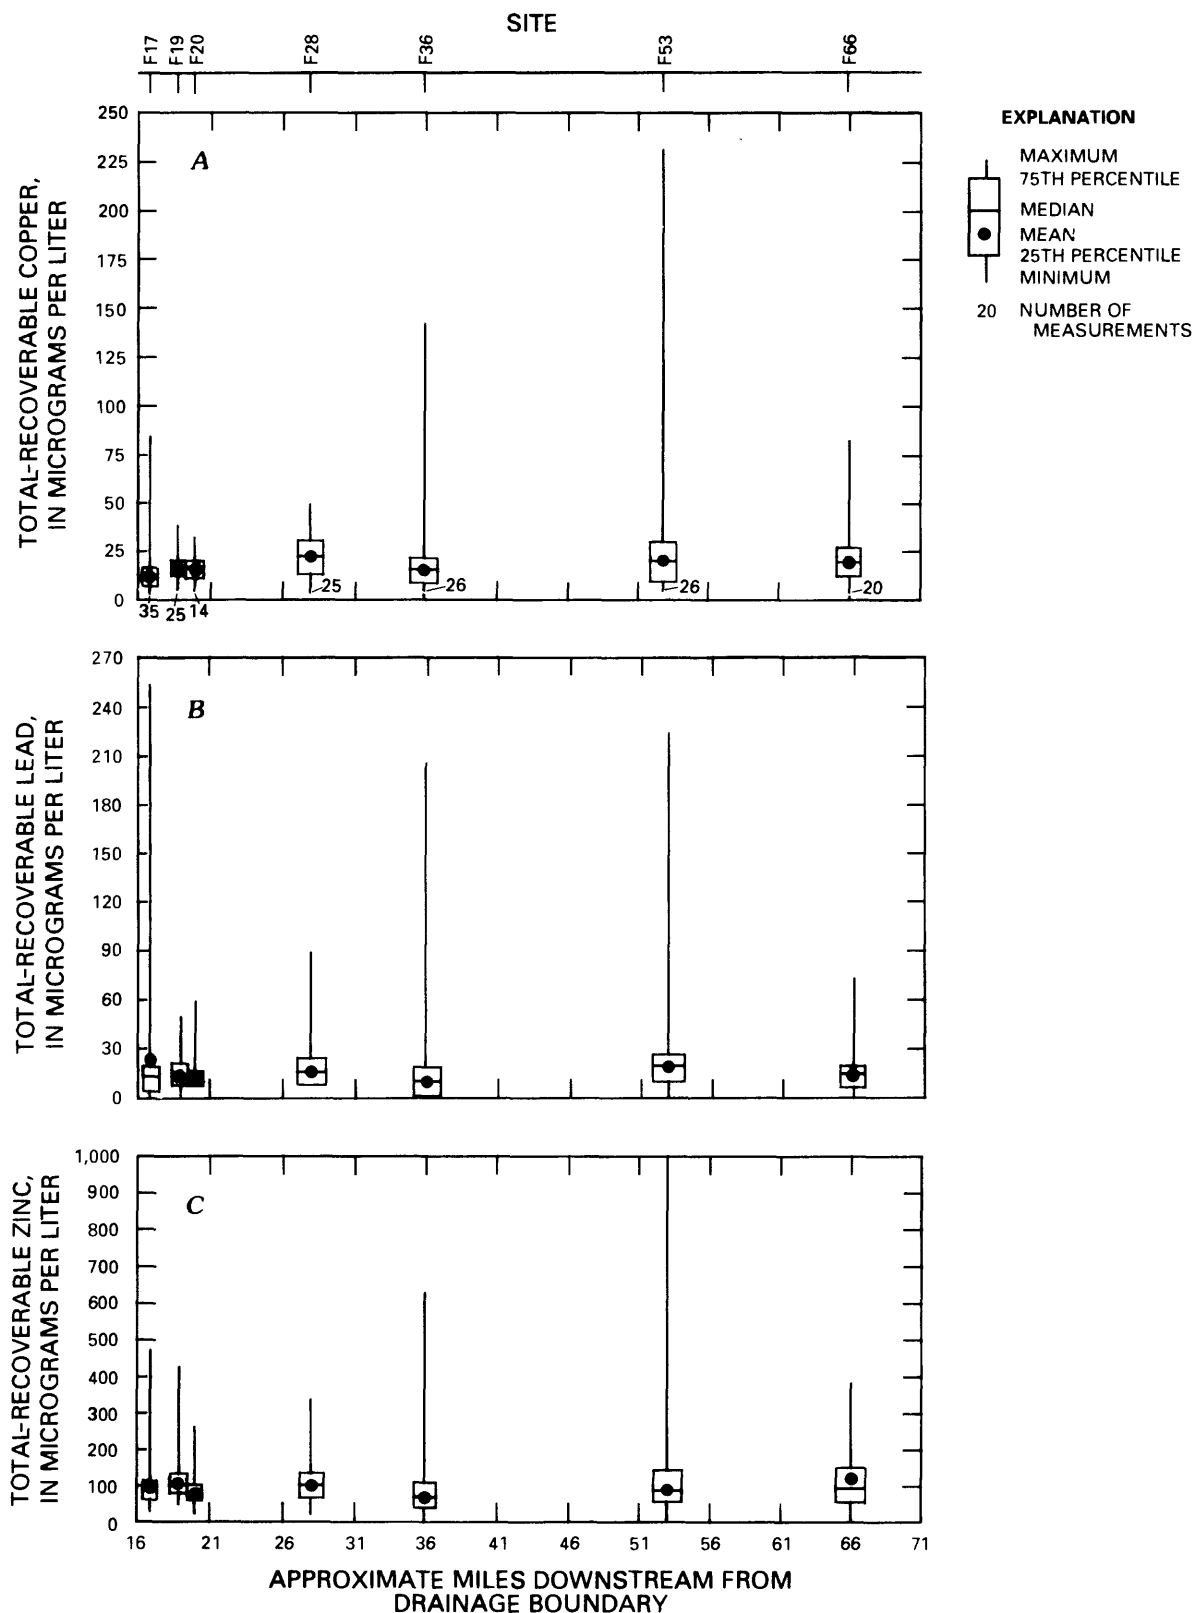 SITE
F17
F19
F20
F28
F36
F53
F66
TOTAL-RECOVERABLE COPPER,
IN MICROGRAMS PER LITER
250
225
200
175
150
125
100
75
50
25
0
A
35
25
14
25
26
26
20
EXPLANATION
MAXIMUM
75TH PERCENTILE
MEDIAN
MEAN
25TH PERCENTILE
MINIMUM
20 NUMBER OF
MEASUREMENTS
TOTAL-RECOVERABLE LEAD,
IN MICROGRAMS PER LITER
270
240
210
180
150
120
90
60
30
0
B
TOTAL-RECOVERABLE ZINC,
IN MICROGRAMS PER LITER
1,000
900
800
700
600
500
400
300
200
100
0
C
16 21 26 31 36 41 46 51 56 61 66 71
APPROXIMATE MILES DOWNSTREAM FROM
DRAINAGE BOUNDARY